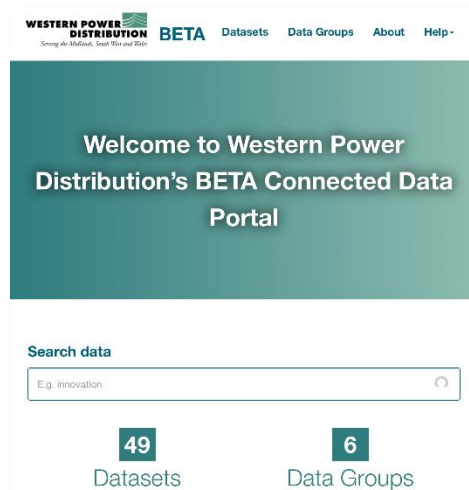 WESTERN POWER
DISTRIBUTION
Serving the Midlands, South West and Wales
BETA Datasets Data Groups About Help
Welcome to Western Power
Distribution's BETA Connected Data
Portal
Search data
E.g. innovation
49
Datasets
6
Data Groups